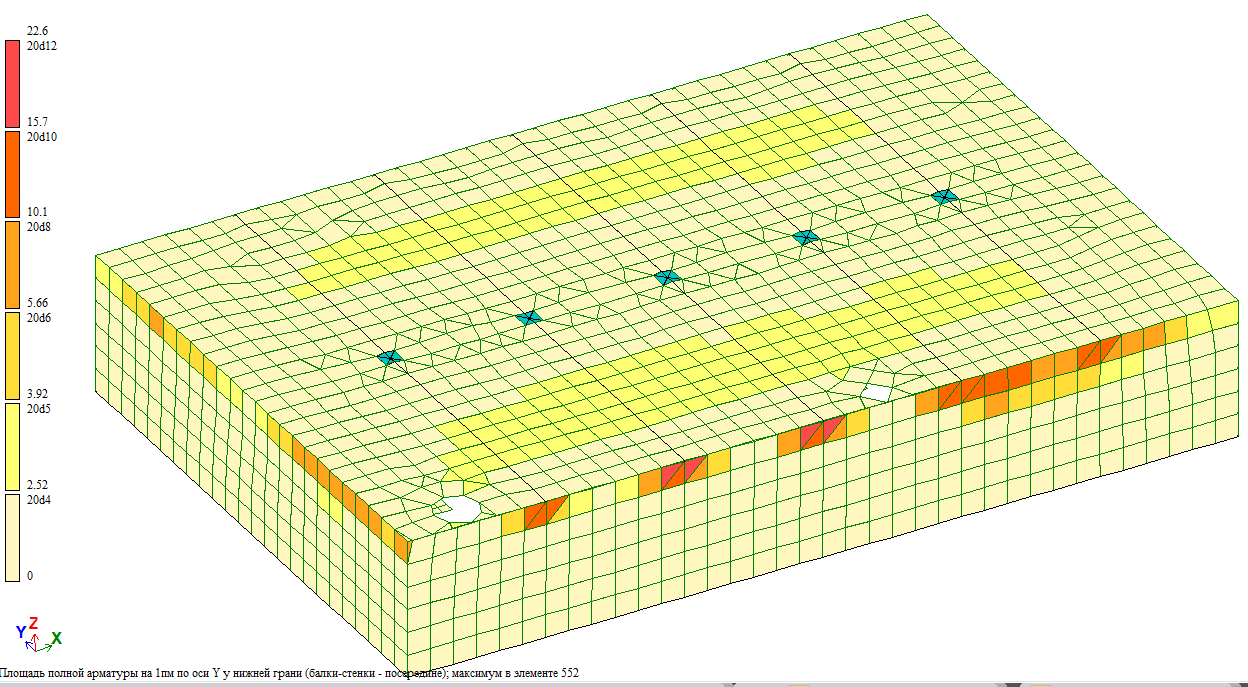 22.6
20d12
15.7
20d10
10.1
20d8
5.66
20d6
3.92
20d5
2.52
20d4
0
Z
Y
X
Площадь полной арматуры на 1пм по оси Y у нижней грани (балки-стенки - посередине); максимум в элементе 552